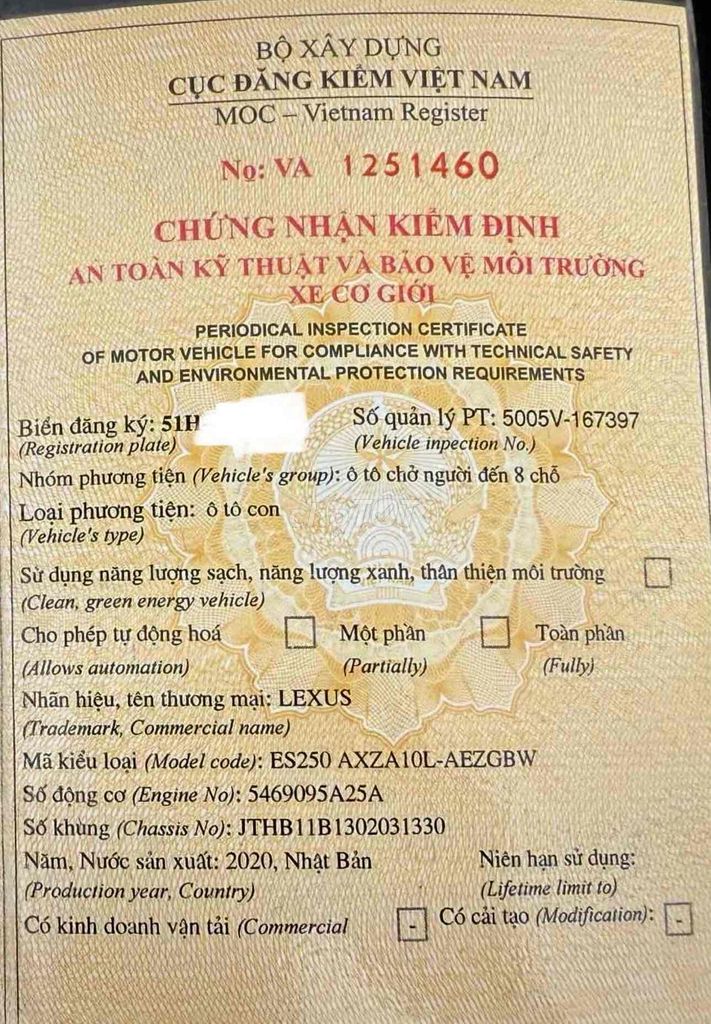 BỘ XÂY DỰNG
CỤC ĐĂNG KIỂM VIỆT NAM
MOC – Vietnam Register
Nọ: VA 1251460
CHỨNG NHẬN KIỂM ĐỊNH
AN TOÀN KỸ THUẬT VÀ BẢO VỆ MÔI TRƯỜNG
XE CƠ GIỚI
PERIODICAL INSPECTION CERTIFICATE
OF MOTOR VEHICLE FOR COMPLIANCE WITH TECHNICAL SAFETY
AND ENVIRONMENTAL PROTECTION REQUIREMENTS
Biển đăng ký: 51H Số quản lý PT: 5005V-167397
(Registration plate) (Vehicle inpection No.)
Nhóm phương tiện (Vehicle's group): ô tô chở người đến 8 chỗ
Loại phương tiện: ô tô con
(Vehicle's type)
Sử dụng năng lượng sạch, năng lượng xanh, thân thiện môi trường
(Clean, green energy vehicle)
Cho phép tự động hoá Một phần Toàn phần
(Allows automation) (Partially) (Fully)
Nhãn hiệu, tên thương mại: LEXUS
(Trademark, Commercial name)
Mã kiểu loại (Model code): ES250 AXZA10L-AEZGBW
Số động cơ (Engine No): 5469095A25A
Số khung (Chassis No): JTHB11B1302031330
Năm, Nước sản xuất: 2020, Nhật Bản Niên hạn sử dụng:
(Production year, Country) (Lifetime limit to)
Có kinh doanh vận tải (Commercial - Có cải tạo (Modification): -